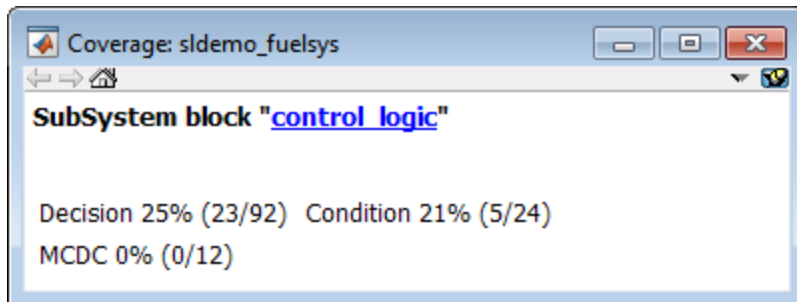 Coverage: sldemo_fuelsys
SubSystem block "control_logic"
Decision 25% (23/92) Condition 21% (5/24)
MCDC 0% (0/12)